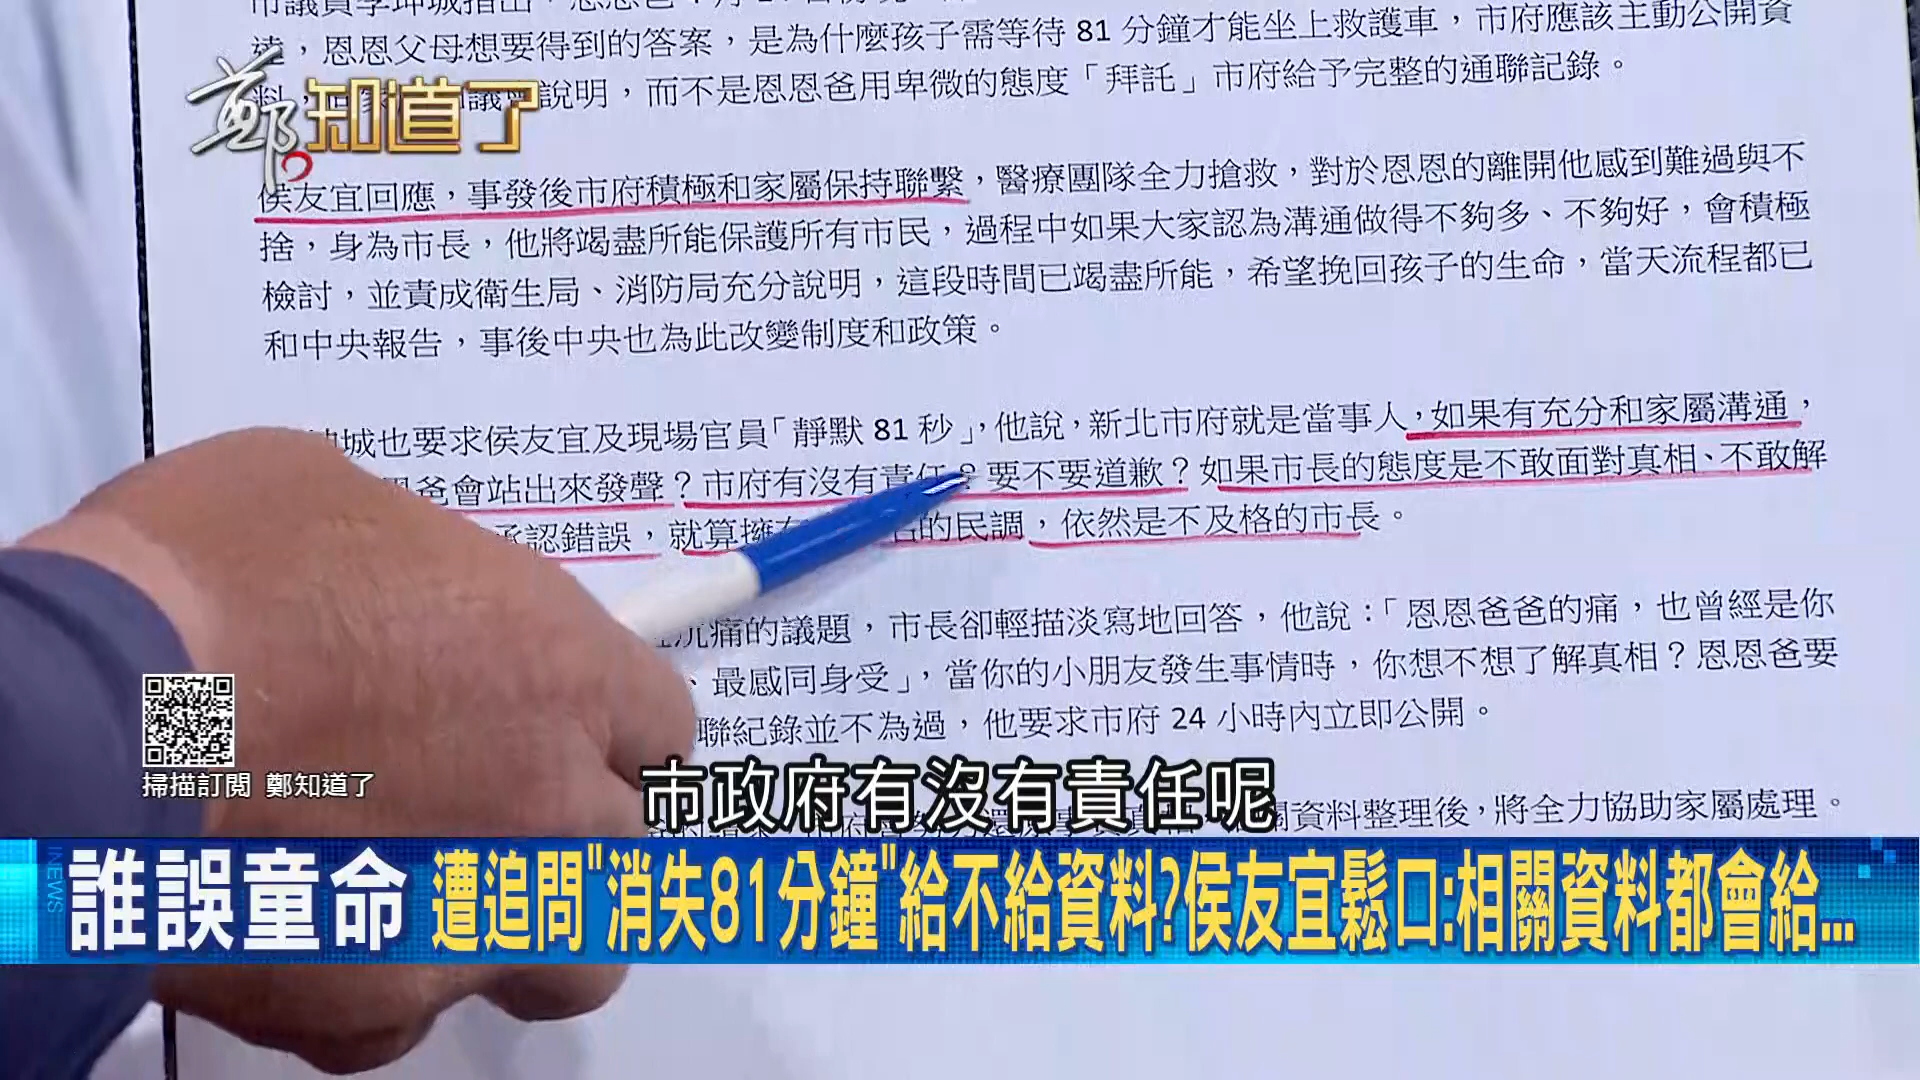 市議員李坤城指出，恩恩爸
達，恩恩父母想要得到的答案，是為什麼孩子需等待 81 分鐘才能坐上救護車，市府應該主動公開資
料，說明，而不是恩恩爸用卑微的態度「拜託」市府給予完整的通聯記錄。
鄭知道了
侯友宜回應，事發後市府積極和家屬保持聯繫，醫療團隊全力搶救，對於恩恩的離開他感到難過與不
捨，身為市長，他將竭盡所能保護所有市民，過程中如果大家認為溝通做得不夠多、不夠好，會積極
檢討，並責成衛生局、消防局充分說明，這段時間已竭盡所能，希望挽回孩子的生命，當天流程都已
和中央報告，事後中央也為此改變制度和政策。
坤城也要求侯友宜及現場官員「靜默 81 秒」，他說，新北市府就是當事人，如果有充分和家屬溝通，
恩爸會站出來發聲？市府有沒有責任？要不要道歉？如果市長的態度是不敢面對真相、不敢解
承認錯誤，就算擁有的民調，依然是不及格的市長。
沉痛的議題，市長卻輕描淡寫地回答，他說：「恩恩爸爸的痛，也曾經是你
、最感同身受」，當你的小朋友發生事情時，你想不想了解真相？恩恩爸要
聯紀錄並不為過，他要求市府 24 小時內立即公開。
關資料整理後，將全力協助家屬處理。
掃描訂閱 鄭知道了
市政府有沒有責任呢
INEWS
誰誤童命 遭追問"消失81分鐘"給不給資料?侯友宜鬆口:相關資料都會給...